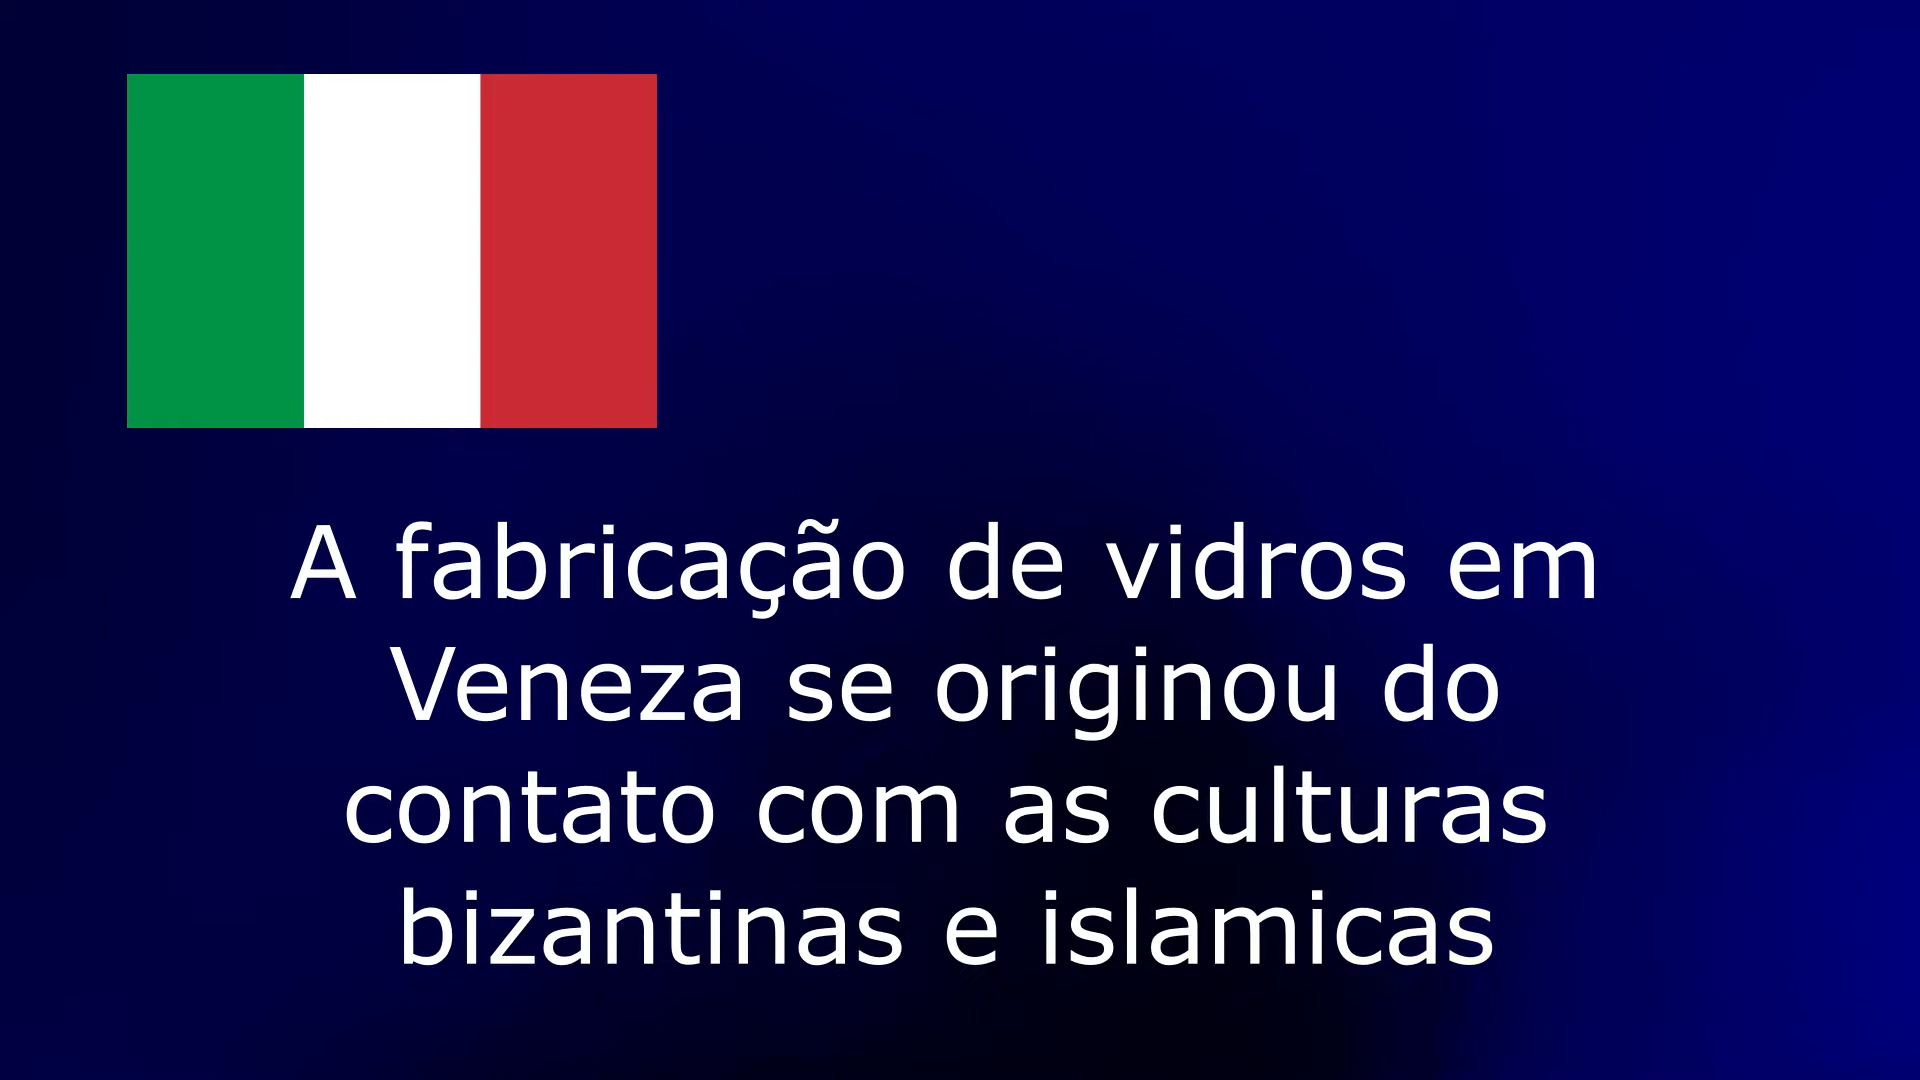 A fabricação de vidros em
Veneza se originou do
contato com as culturas
bizantinas e islamicas